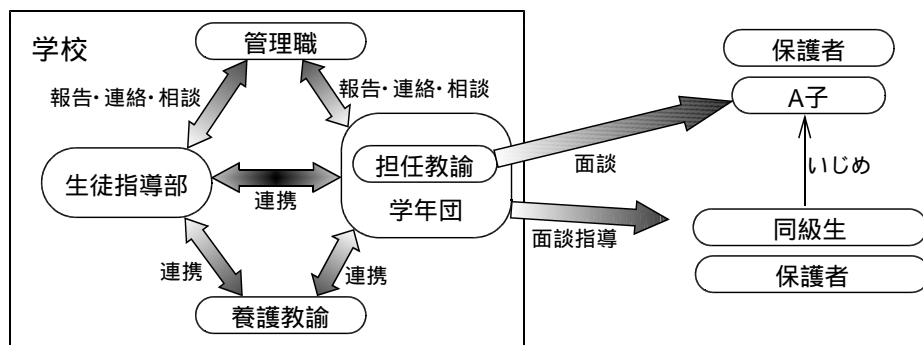 学校
管理職
報告・連絡・相談
報告・連絡・相談
生徒指導部
連携
担任教諭
学年団
連携
連携
養護教諭
面談
面談指導
保護者
A子
いじめ
同級生
保護者